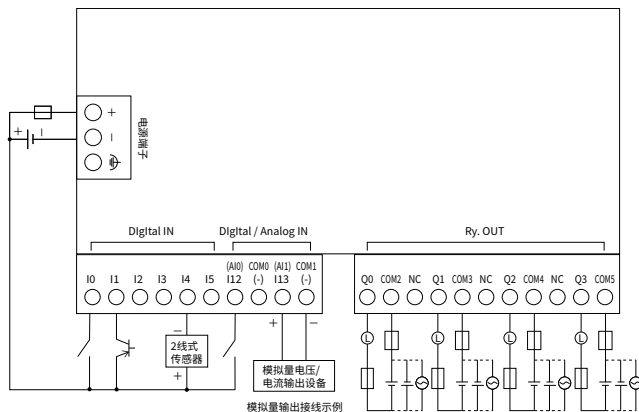 +
−
电源端子
+ −
DIgItal IN
DIgItal / Analog IN
Ry. OUT
(AI0) COM0 (AI1) COM1
I0 I1 I2 I3 I4 I5 I12 (-) I13 (-)
Q0 COM2 NC Q1 COM3 NC Q2 COM4 NC Q3 COM5
−
2线式
传感器
+
+ −
模拟量电压/
电流输出设备
模拟量输出接线示例
L L L L